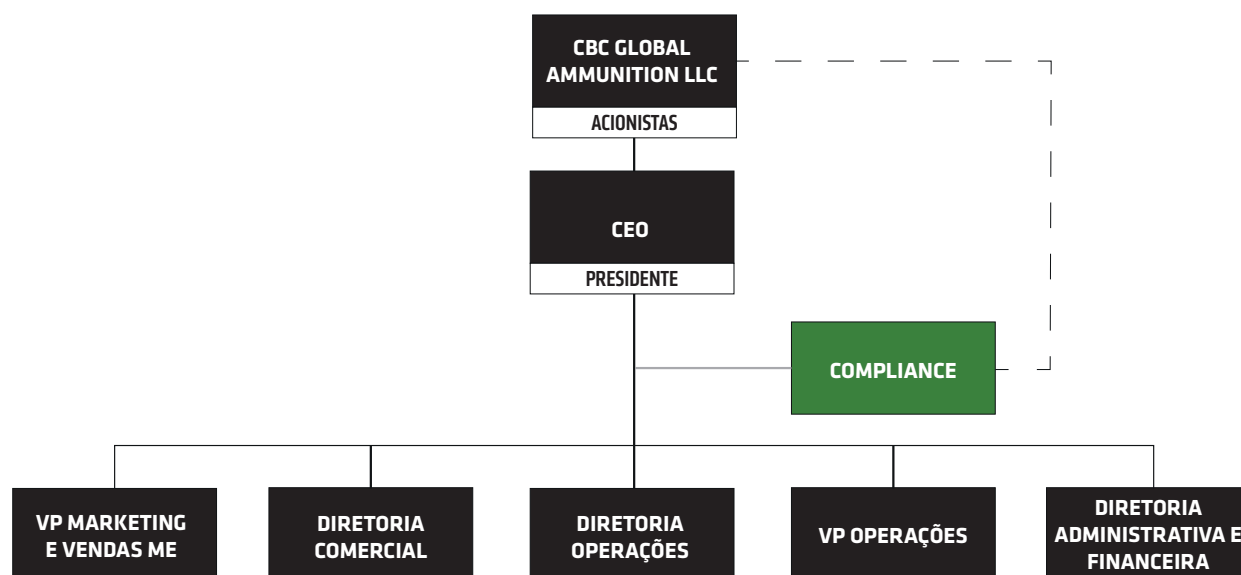 CBC GLOBAL
AMMUNITION LLC
ACIONISTAS
CEO
PRESIDENTE
COMPLIANCE
VP MARKETING
E VENDAS ME
DIRETORIA
COMERCIAL
DIRETORIA
OPERAÇÕES
VP OPERAÇÕES
DIRETORIA
ADMINISTRATIVA E
FINANCEIRA